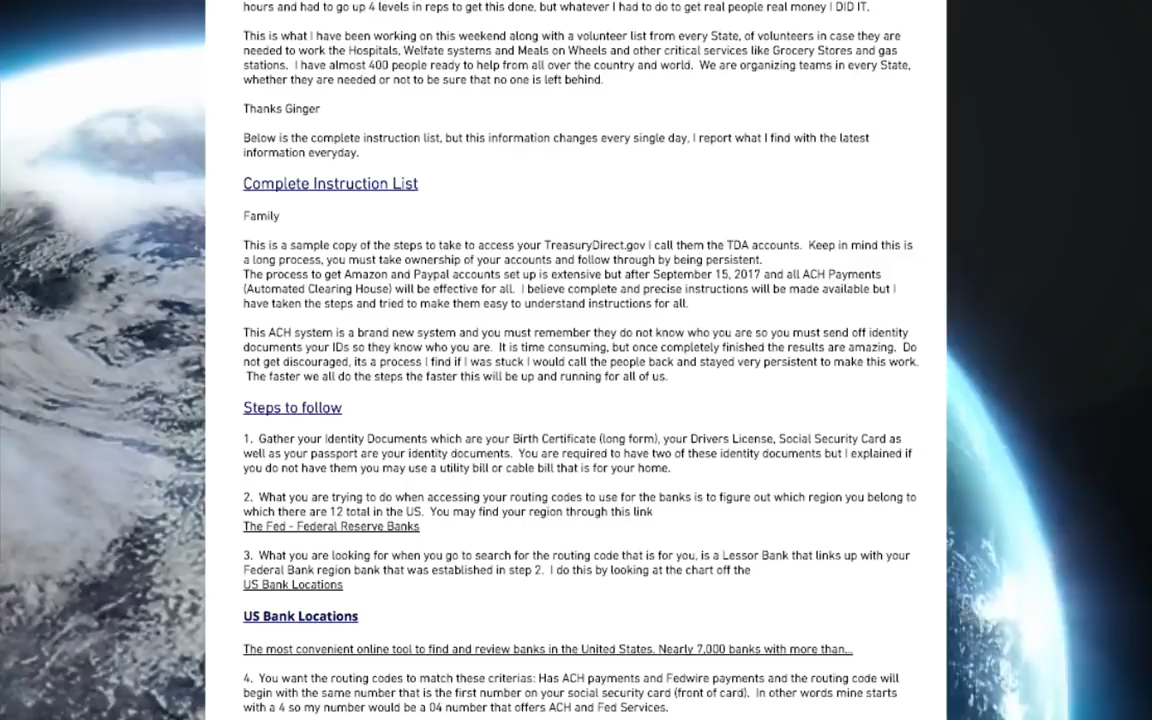 hours and had to go up 4 levels in reps to get this done, but whatever I had to do to get real people real money I DID IT.
This is what I have been working on this weekend along with a volunteer list from every State, of volunteers in case they are
needed to work the Hospitals, Welfate systems and Meals on Wheels and other critical services like Grocery Stores and gas
stations.  I have almost 400 people ready to help from all over the country and world.  We are organizing teams in every State,
whether they are needed or not to be sure that no one is left behind.
Thanks Ginger
Below is the complete instruction list, but this information changes every single day, I report what I find with the latest
information everyday.
Complete Instruction List
Family
This is a sample copy of the steps to take to access your TreasuryDirect.gov I call them the TDA accounts.  Keep in mind this is
a long process, you must take ownership of your accounts and follow through by being persistent.
The process to get Amazon and Paypal accounts set up is extensive but after September 15, 2017 and all ACH Payments
(Automated Clearing House) will be effective for all.  I believe complete and precise instructions will be made available but I
have taken the steps and tried to make them easy to understand instructions for all.
This ACH system is a brand new system and you must remember they do not know who you are so you must send off identity
documents your IDs so they know who you are.  It is time consuming, but once completely finished the results are amazing.  Do
not get discouraged, its a process I find if I was stuck I would call the people back and stayed very persistent to make this work.
The faster we all do the steps the faster this will be up and running for all of us.
Steps to follow
1.  Gather your Identity Documents which are your Birth Certificate (long form), your Drivers License, Social Security Card as
well as your passport are your identity documents.  You are required to have two of these identity documents but I explained if
you do not have them you may use a utility bill or cable bill that is for your home.
2.  What you are trying to do when accessing your routing codes to use for the banks is to figure out which region you belong to
which there are 12 total in the US.  You may find your region through this link
The Fed - Federal Reserve Banks
3.  What you are looking for when you go to search for the routing code that is for you, is a Lessor Bank that links up with your
Federal Bank region bank that was established in step 2.  I do this by looking at the chart off the
US Bank Locations
US Bank Locations
The most convenient online tool to find and review banks in the United States. Nearly 7,000 banks with more than...
4.  You want the routing codes to match these criterias: Has ACH payments and Fedwire payments and the routing code will
begin with the same number that is the first number on your social security card (front of card).  In other words mine starts
with a 4 so my number would be a 04 number that offers ACH and Fed Services.